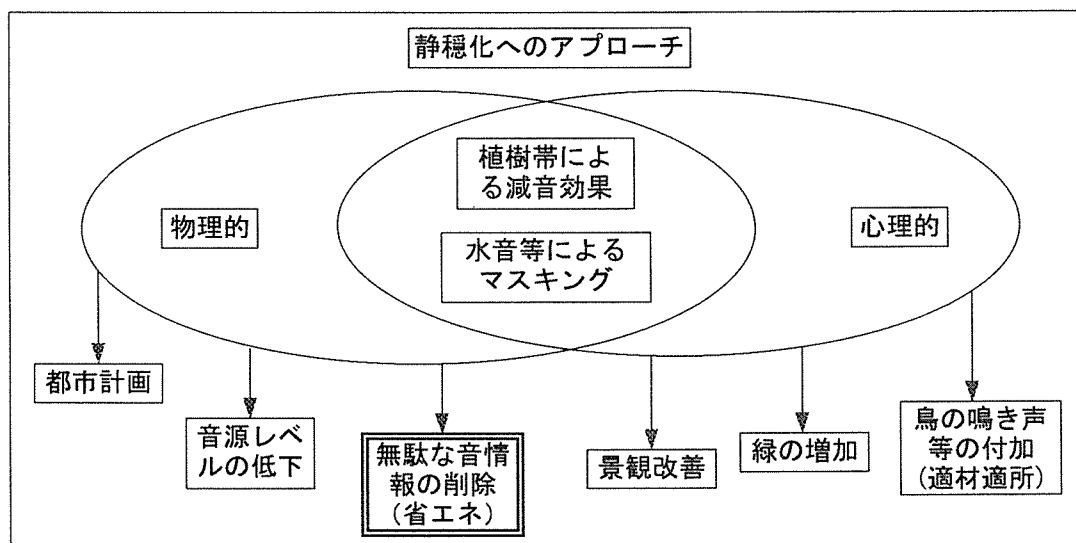 静穏化へのアプローチ
植樹帯によ
る減音効果
物理的
心理的
水音等による
マスキング
都市計画
音源レベ
ルの低下
無駄な音情
報の削除
(省エネ)
景観改善
緑の増加
鳥の鳴き声
等の付加
(適材適所)